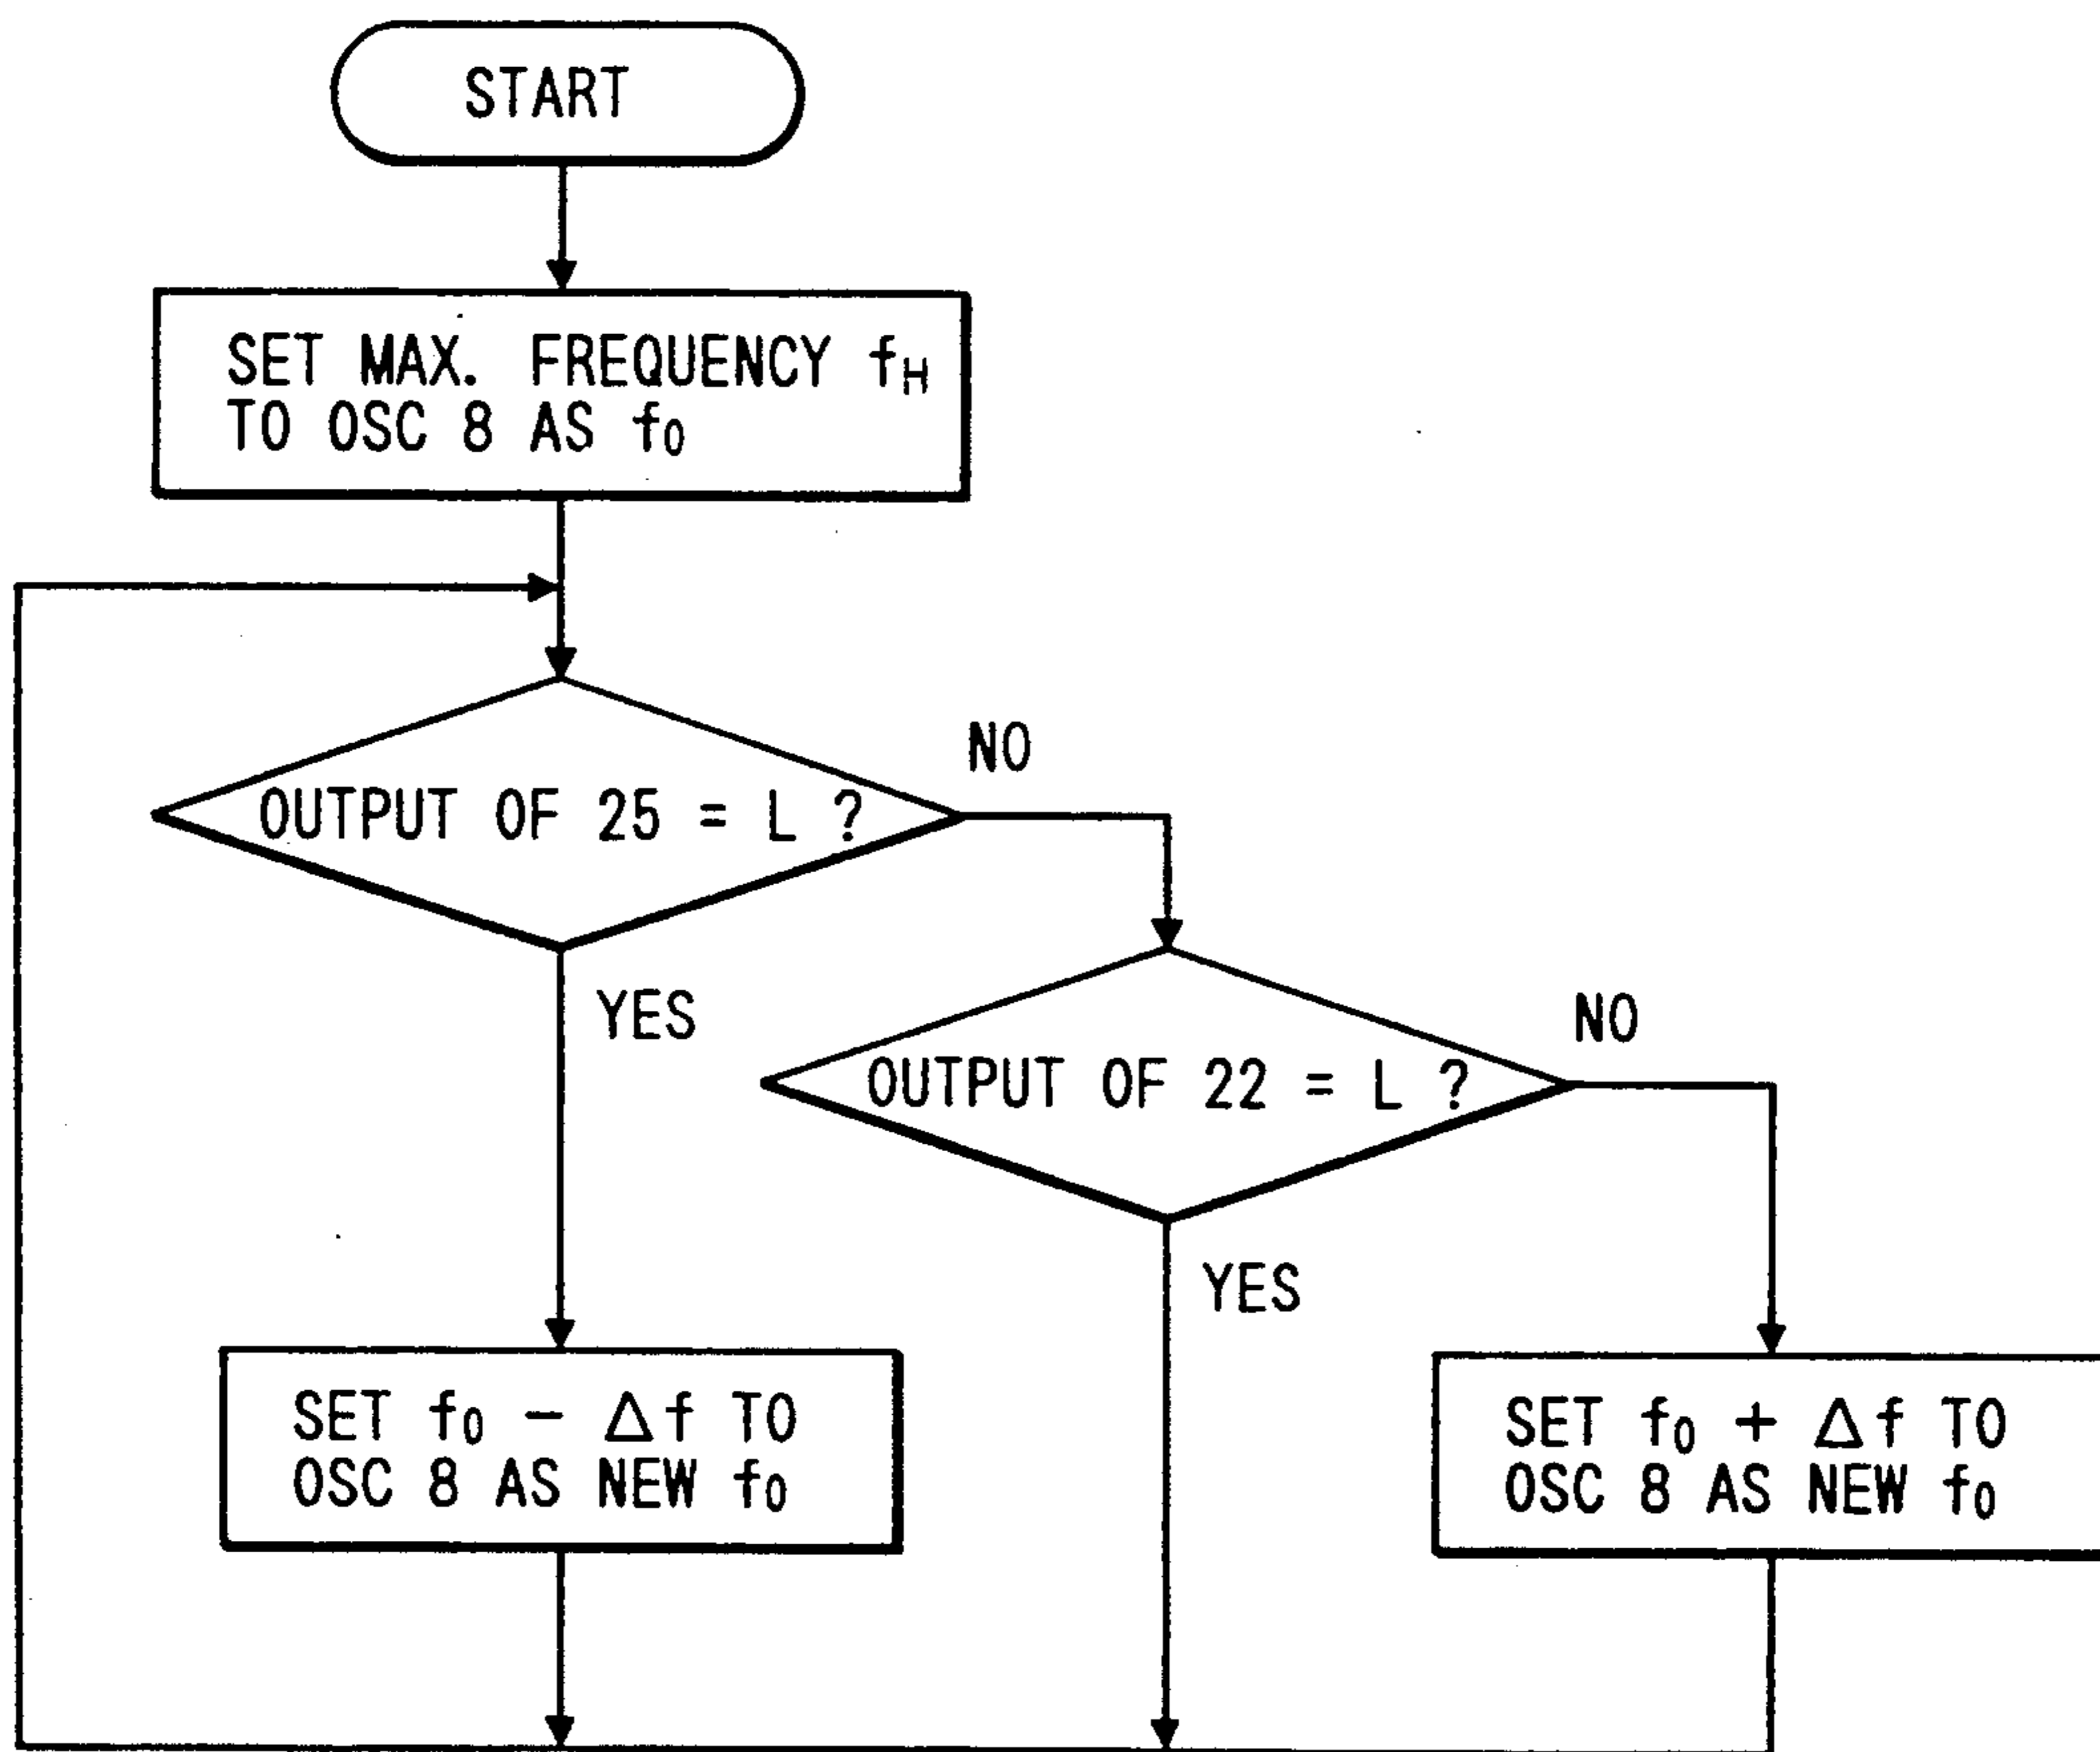 START
SET MAX. FREQUENCY fH
TO OSC 8 AS f0
NO
OUTPUT OF 25 = L ?
YES
NO
OUTPUT OF 22 = L ?
YES
SET f0 − Δf TO
OSC 8 AS NEW f0
SET f0 + Δf TO
OSC 8 AS NEW f0